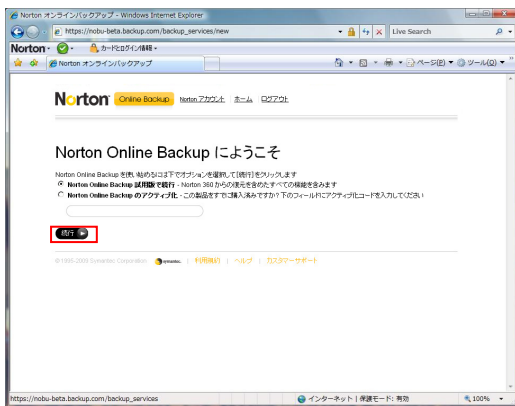 Norton オンラインバックアップ - Windows Internet Explorer
https://nobu-beta.backup.com/backup_services/new
Live Search
Norton
カードとログイン情報
Norton オンラインバックアップ
ページ(P) ツール(O)
Norton Online Backup Norton アカウント ホーム ログアウト
Norton Online Backup にようこそ
Norton Online Backup を使い始めるには下でオプションを選択して [続行] をクリックします
Norton Online Backup 試用版で続行 - Norton 360 からの復元を含めたすべての機能を含みます
Norton Online Backup のアクティブ化 - この製品をすでに購入済みですか? 下のフィールドにアクティブ化コードを入力してください
続行
© 1995-2009 Symantec Corporation symantec. | 利用規約 | ヘルプ | カスタマーサポート
https://nobu-beta.backup.com/backup_services
インターネット | 保護モード: 有効
100%